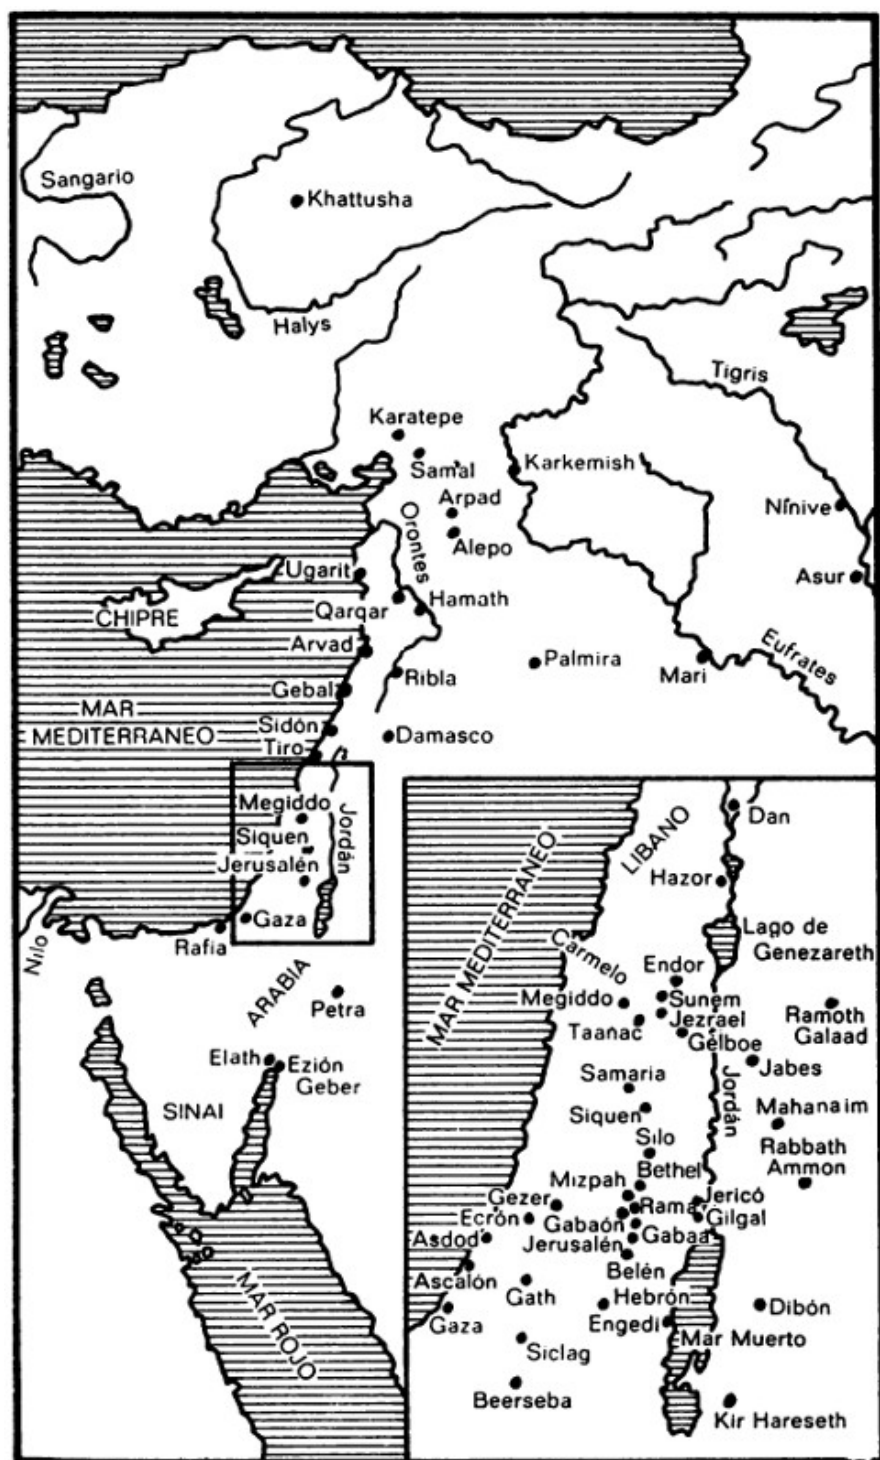 Sangario
Khattusha
Halys
Tigris
Karatepe
Samal
Karkemish
Arpad
Nínive
Orontes
Alepo
Ugarit
Asur
CHIPRE
Qarqar
Hamath
Arvad
Palmira
Mari
Eufrates
Ribla
Gebal
MAR
MEDITERRANEO
Sidón
Damasco
Tiro
Megiddo
Jordán
Siquen
Jerusalén
Gaza
Rafia
Nilo
ARABIA
Petra
Elath
Ezión
Geber
SINAI
MAR ROJO
MAR MEDITERRANEO
LIBANO
Dan
Hazor
Lago de
Genezareth
Carmelo
Endor
Megiddo
Sunem
Ramoth
Galaad
Taanac
Jezrael
Gelboe
Jabes
Samaria
Jordán
Mahanaim
Siquen
Silo
Rabbath
Ammon
Bethel
Mizpah
Gezer
Rama
Jericó
Ecrón
Gabaón
Gilgal
Asdod
Jerusalén
Gabaa
Belén
Ascalón
Gath
Hebrón
Dibón
Gaza
Engedi
Mar Muerto
Siclag
Beerseba
Kir Hareseth